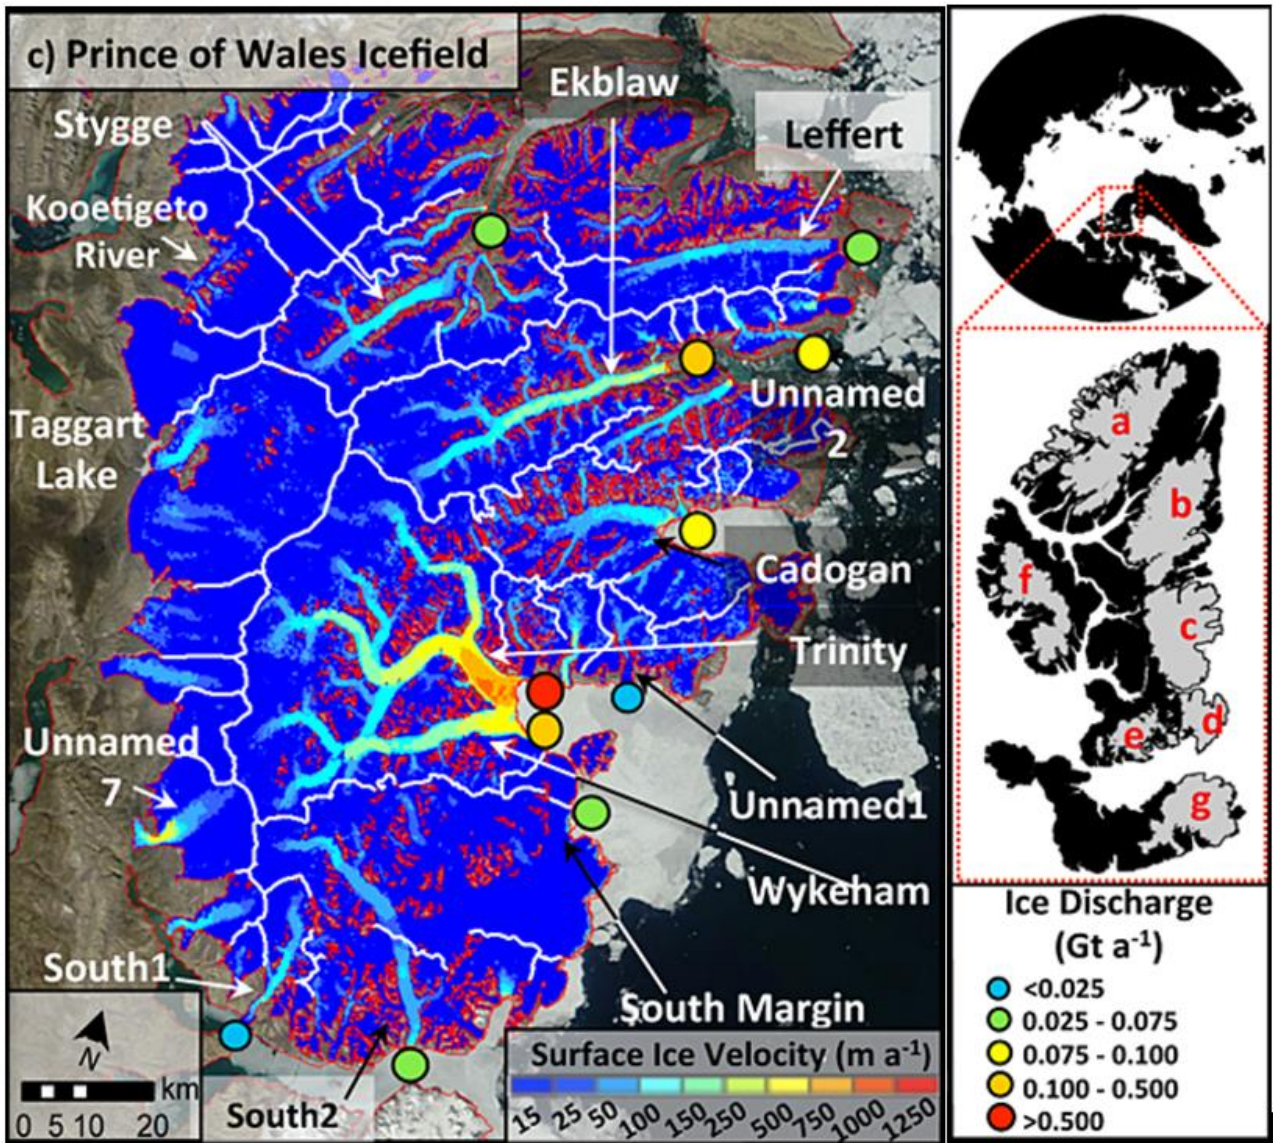 c) Prince of Wales Icefield
Ekblaw
Stygge
Leffert
Kooetigeto
River
Taggart
Lake
Unnamed
2
Cadogan
Trinity
Unnamed
7
Unnamed1
Wykeham
South1
South Margin
South2
N
km
0 5 10 20
Surface Ice Velocity (m a-1)
15 25 50 100 150 250 500 750 1000 1250
a
b
f
c
d
e
g
Ice Discharge
(Gt a-1)
<0.025
0.025 - 0.075
0.075 - 0.100
0.100 - 0.500
>0.500